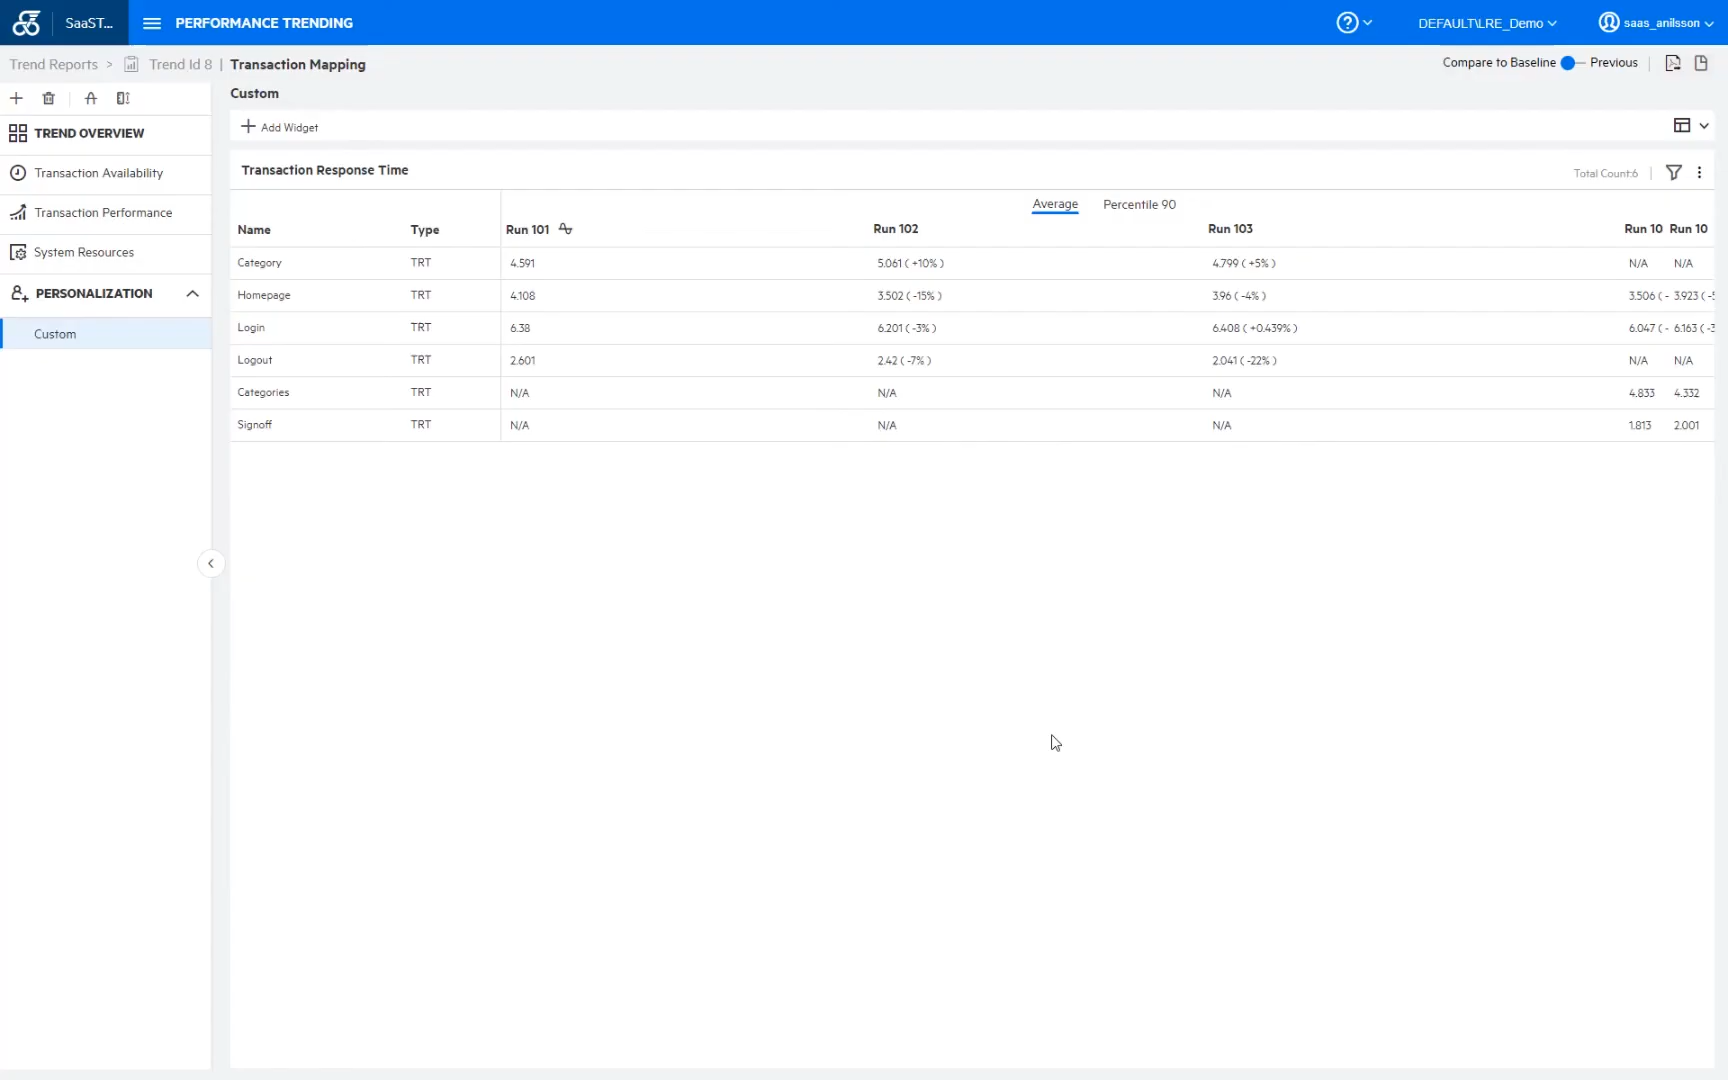 SaaST... PERFORMANCE TRENDING DEFAULT\LRE_Demo saas_anilsson
Trend Reports > Trend Id 8 | Transaction Mapping Compare to Baseline Previous
Custom
Add Widget
TREND OVERVIEW
Transaction Availability
Transaction Performance
System Resources
PERSONALIZATION
Custom
Transaction Response Time Total Count:6
Average Percentile 90
Name Type Run 101 Run 102 Run 103 Run 10 Run 10
Category TRT 4.591 5.061 ( +10% ) 4.799 ( +5% ) N/A N/A
Homepage TRT 4.108 3.502 ( -15% ) 3.96 ( -4% ) 3.506 ( - 3.923 ( -
Login TRT 6.38 6.201 ( -3% ) 6.408 ( +0.439% ) 6.047 ( - 6.163 ( -
Logout TRT 2.601 2.42 ( -7% ) 2.041 ( -22% ) N/A N/A
Categories TRT N/A N/A N/A 4.833 4.332
Signoff TRT N/A N/A N/A 1.813 2.001